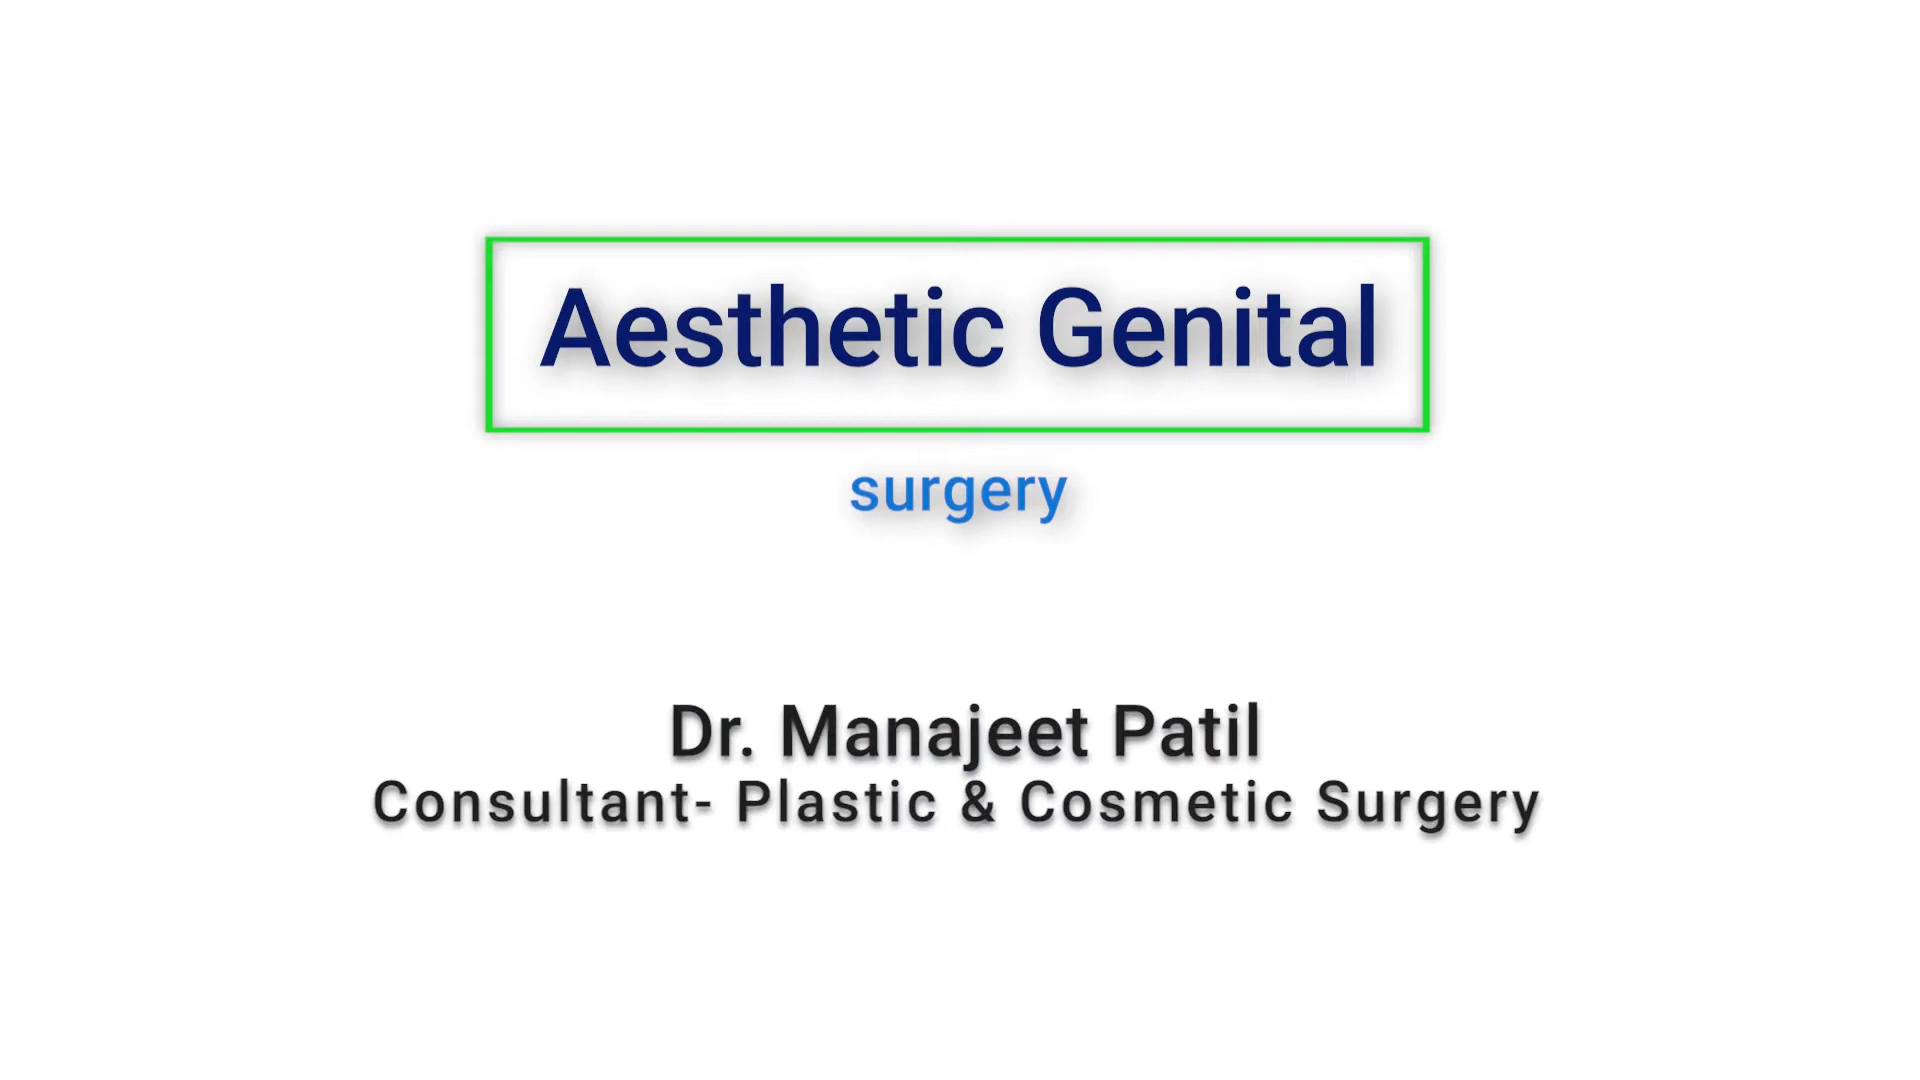 Aesthetic Genital
surgery
Dr. Manajeet Patil
Consultant- Plastic & Cosmetic Surgery